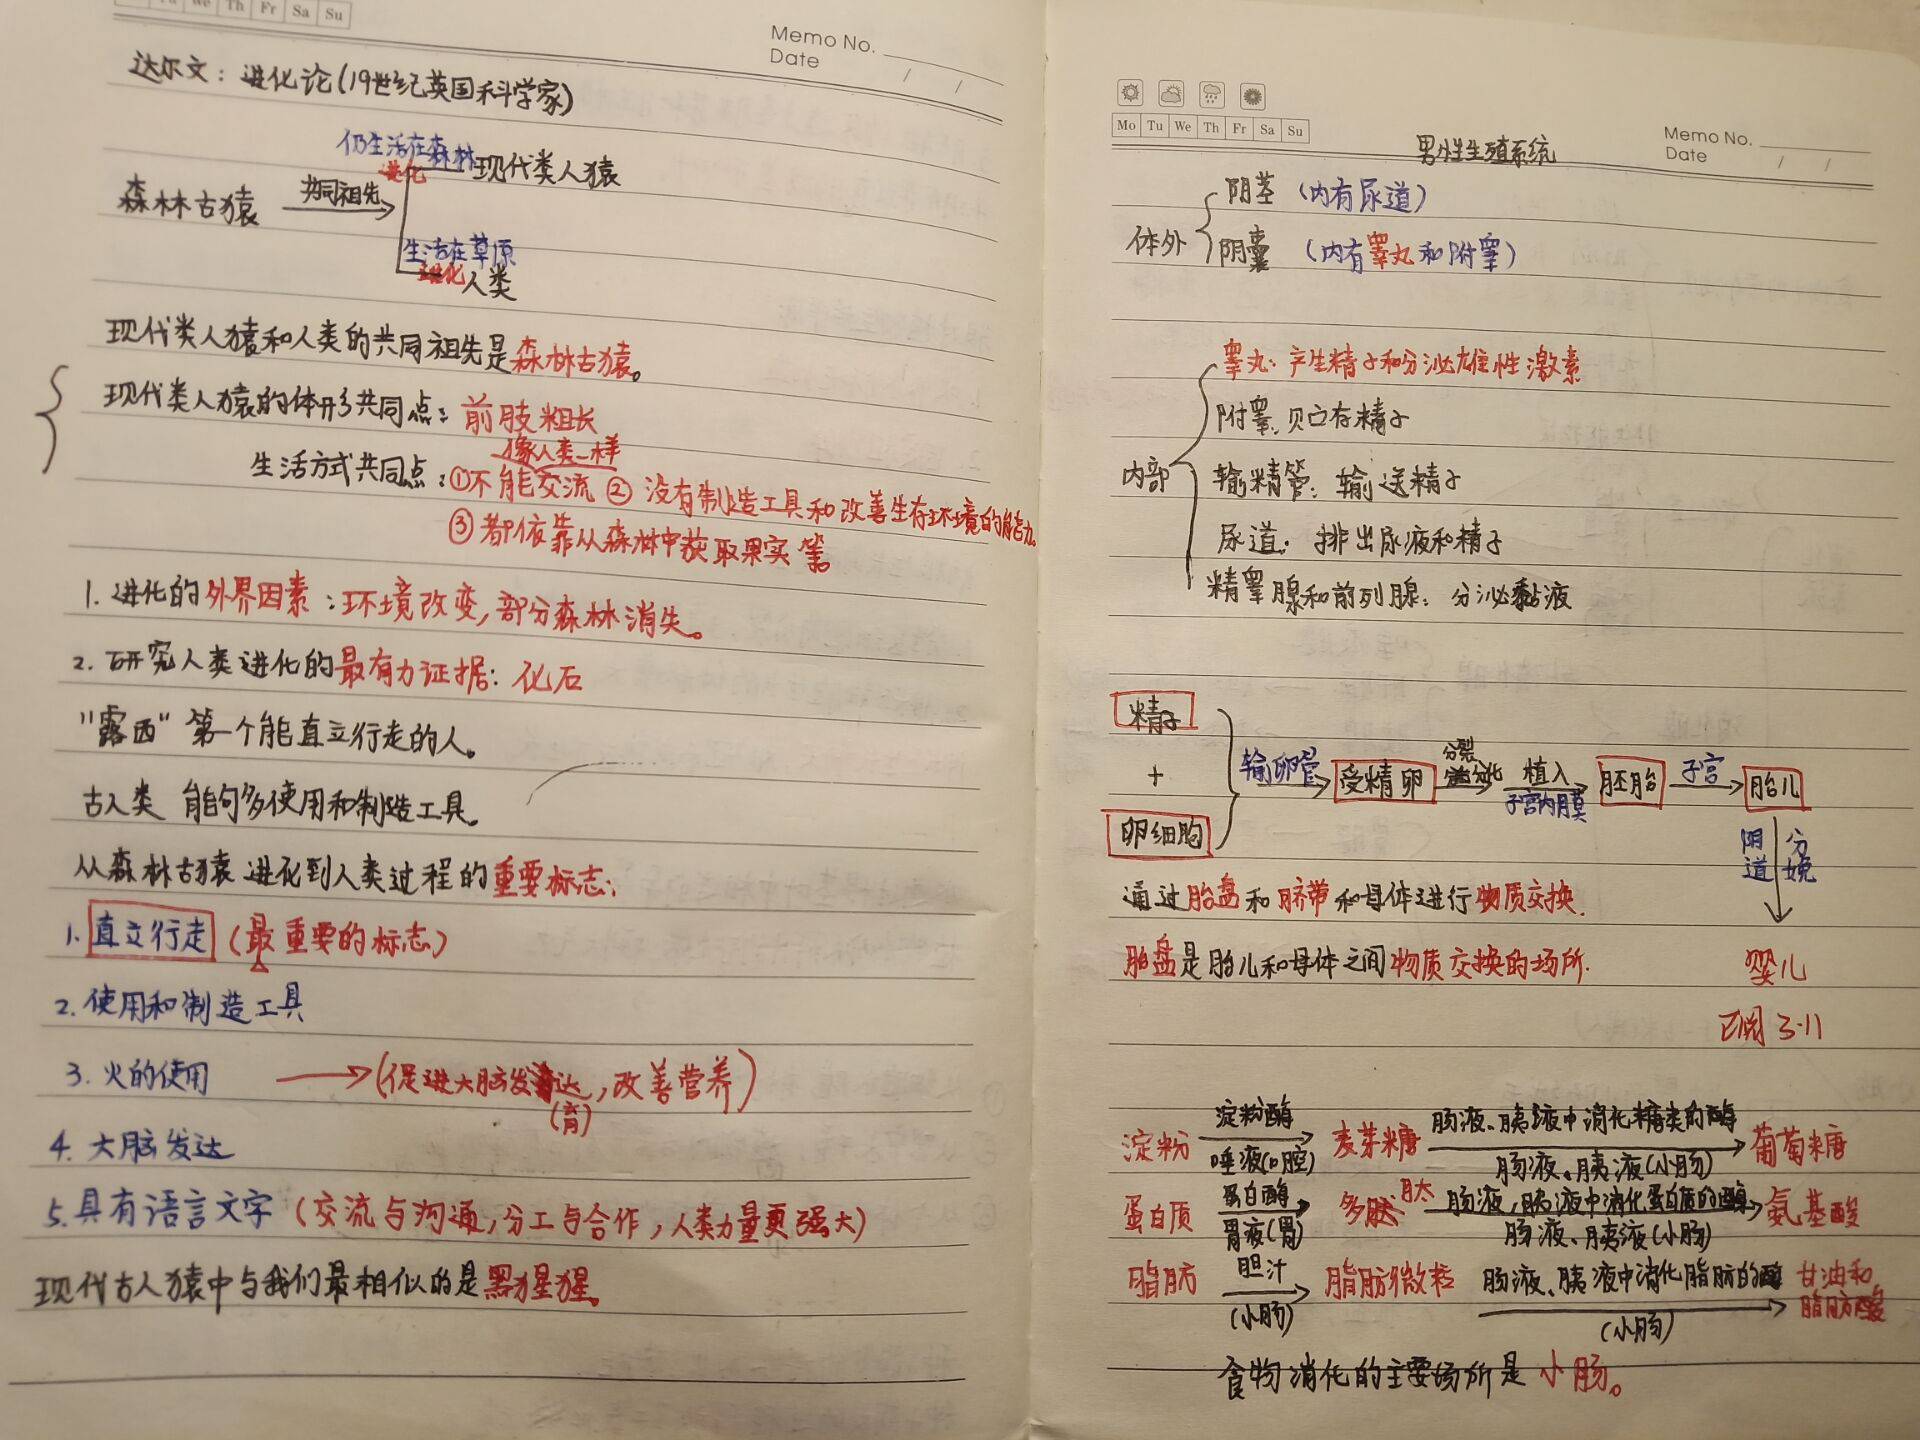 Tu We Th Fr Sa Su
Memo No.
Date / /
达尔文：进化论(19世纪英国科学家)
仍生活在森林
进化 现代类人猿
森林古猿 共同祖先
生活在草原
进化 人类
现代类人猿和人类的共同祖先是森林古猿。
现代类人猿的体形共同点：前肢粗长
像人类一样
生活方式共同点：①不能交流 ② 没有制造工具和改善生存环境的能力。
③ 都依靠从森林中获取果实 等
1. 进化的外界因素：环境改变，部分森林消失。
2. 研究人类进化的最有力证据：化石
"露西" 第一个能直立行走的人。
古人类 能够多使用和制造工具。
从森林古猿进化到人类过程的重要标志：
1. 直立行走 (最重要的标志)
2. 使用和制造工具
3. 火的使用 → (促进大脑发达，改善营养)
(育)
4. 大脑发达
5. 具有语言文字 (交流与沟通，分工与合作，人类力量更强大)
现代古人猿中与我们最相似的是黑猩猩。
Mo Tu We Th Fr Sa Su
Memo No.
Date / /
男性生殖系统
体外
阴茎 (内有尿道)
阴囊 (内有睾丸和附睾)
内部
睾丸：产生精子和分泌雄性激素
附睾：贮存精子
输精管：输送精子
尿道：排出尿液和精子
精睾腺和前列腺：分泌黏液
精子
+
卵细胞
输卵管 → 受精卵 分裂 分化 → 植入 子宫内膜 → 胚胎 子宫 → 胎儿
阴道 分娩
通过胎盘和脐带和母体进行物质交换.
胎盘是胎儿和母体之间物质交换的场所.
婴儿
已阅 3·11
淀粉酶 肠液、胰液中消化糖类的酶
淀粉 → 麦芽糖 → 葡萄糖
唾液(口腔) 肠液、胰液(小肠)
蛋白酶 肠液，胰液中消化蛋白质的酶
蛋白质 → 多肽 肽 → 氨基酸
胃液(胃) 肠液、胰液(小肠)
胆汁 肠液、胰液中消化脂肪的酶
脂肪 → 脂肪微粒 → 甘油和脂肪酸
(小肠) (小肠)
食物消化的主要场所是小肠。